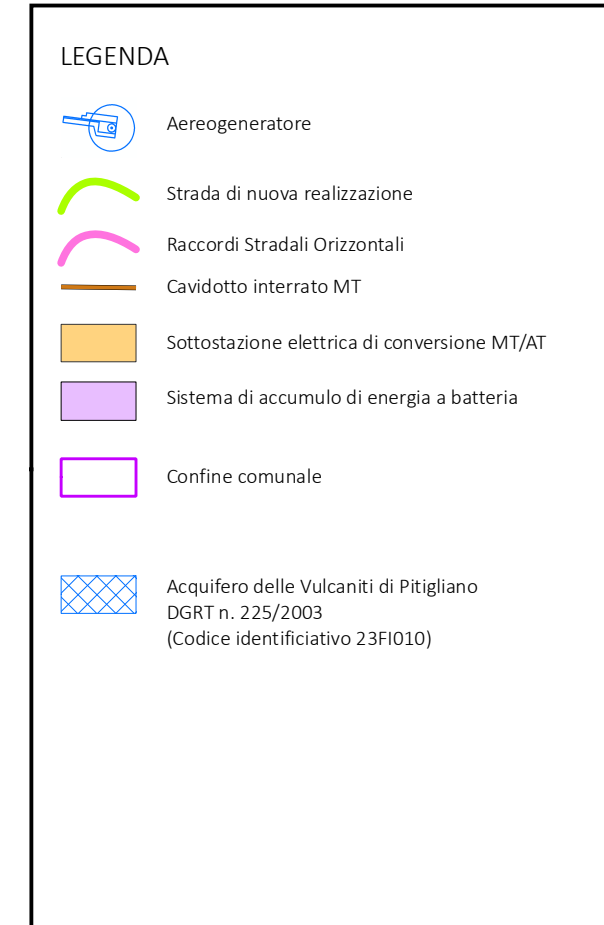 LEGENDA
Aereogeneratore
Strada di nuova realizzazione
Raccordi Stradali Orizzontali
Cavidotto interrato MT
Sottostazione elettrica di conversione MT/AT
Sistema di accumulo di energia a batteria
Confine comunale
Acquifero delle Vulcaniti di Pitigliano
DGRT n. 225/2003
(Codice identificiativo 23FI010)